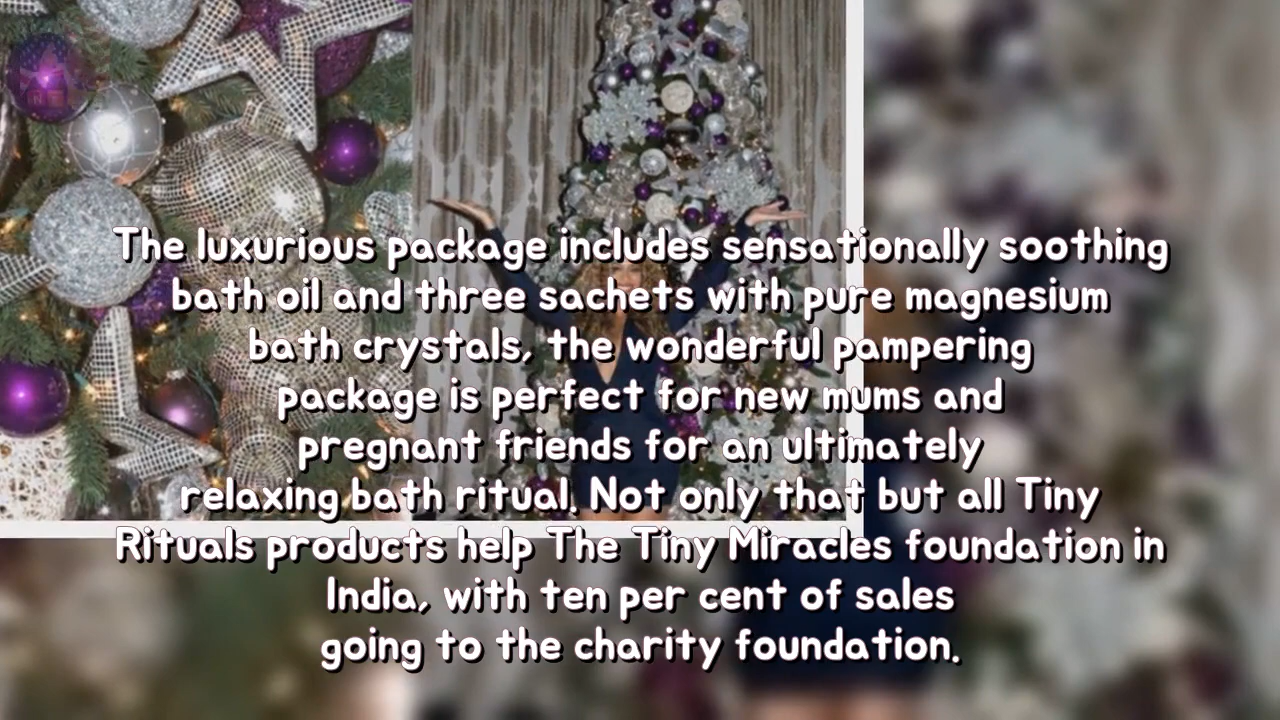 The luxurious package includes sensationally soothing
bath oil and three sachets with pure magnesium
bath crystals, the wonderful pampering
package is perfect for new mums and
pregnant friends for an ultimately
relaxing bath ritual. Not only that but all Tiny
Rituals products help The Tiny Miracles foundation in
India, with ten per cent of sales
going to the charity foundation.